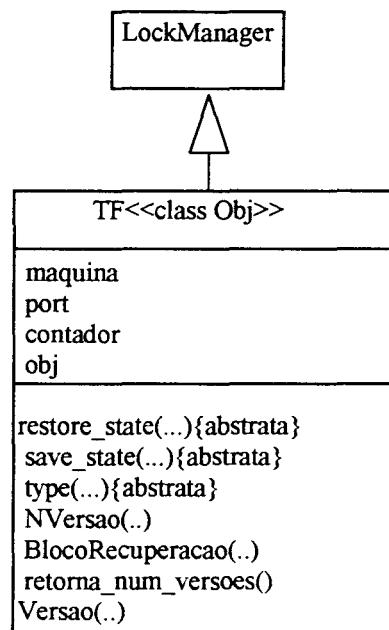 LockManager
TF<<class Obj>>
maquina
port
contador
obj
restore_state(...){abstrata}
save_state(...){abstrata}
type(...){abstrata}
NVersao(..)
BlocoRecuperacao(..)
retorna_num_versoes()
Versao(..)